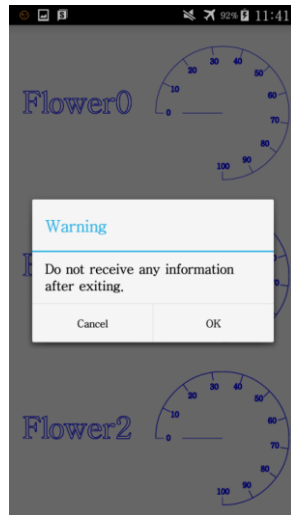 92% 11:41
Flower0
0 10 20 30 40 50 60 70 80 90 100
Warning
Do not receive any information
after exiting.
Cancel OK
Flower2
0 10 20 30 40 50 60 70 80 90 100